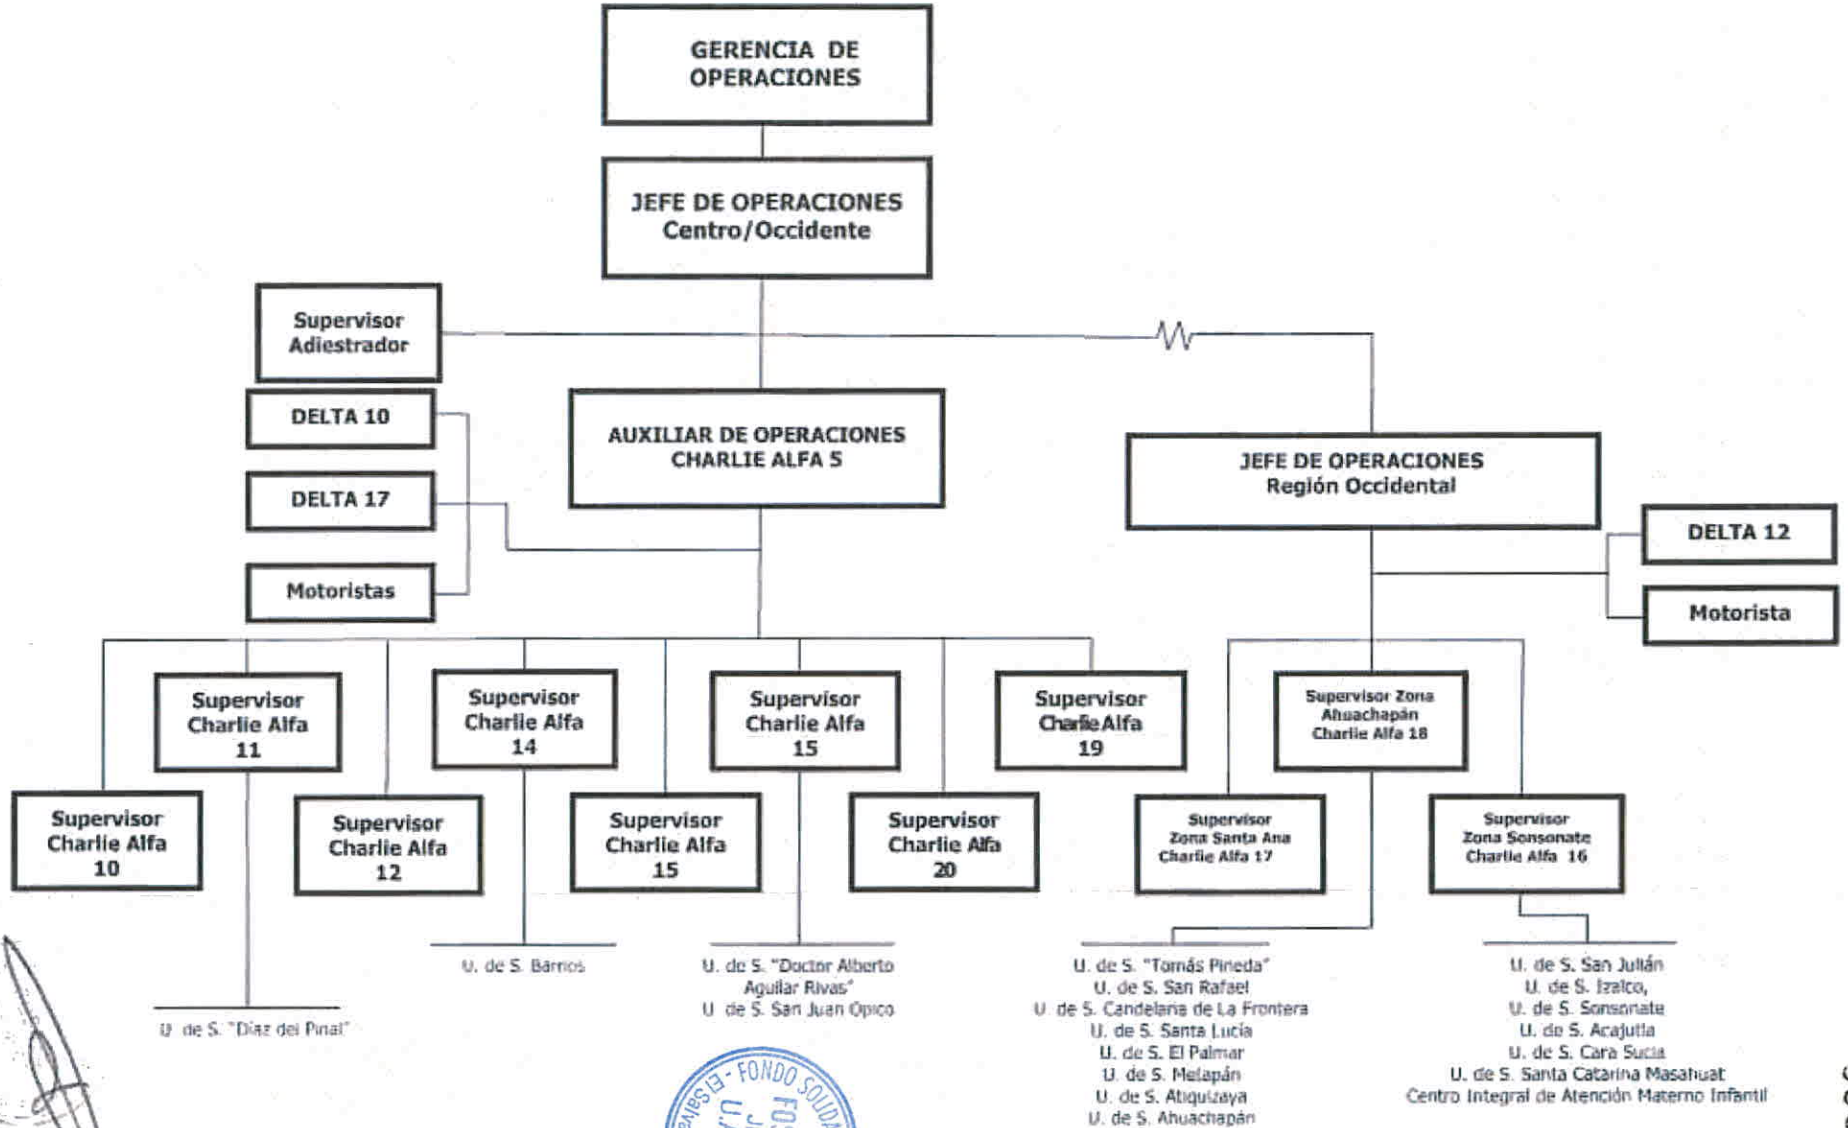 GERENCIA DE
OPERACIONES
JEFE DE OPERACIONES
Centro/Occidente
Supervisor
Adiestrador
DELTA 10
DELTA 17
Motoristas
AUXILIAR DE OPERACIONES
CHARLIE ALFA 5
JEFE DE OPERACIONES
Región Occidental
DELTA 12
Motorista
Supervisor
Charlie Alfa
11
Supervisor
Charlie Alfa
14
Supervisor
Charlie Alfa
15
Supervisor
Charlie Alfa
19
Supervisor Zona
Ahuachapán
Charlie Alfa 18
Supervisor
Charlie Alfa
10
Supervisor
Charlie Alfa
12
Supervisor
Charlie Alfa
15
Supervisor
Charlie Alfa
20
Supervisor
Zona Santa Ana
Charlie Alfa 17
Supervisor
Zona Sonsonate
Charlie Alfa 16
U. de S. "Díaz del Pinal"
U. de S. Barrios
U. de S. "Doctor Alberto
Aguilar Rivas"
U de S. San Juan Opico
U. de S. "Tomás Pineda"
U. de S. San Rafael
U de S. Candelaria de La Frontera
U. de S. Santa Lucía
U. de S. El Palmar
U. de S. Metapán
U. de S. Atiquizaya
U. de S. Ahuachapán
U. de S. San Julián
U. de S. Izalco,
U. de S. Sonsonate
U. de S. Acajutla
U. de S. Cara Sucia
U. de S. Santa Catarina Masahuat
Centro Integral de Atención Materno Infantil
El Salva
- FONDO SOLIDA
FOS